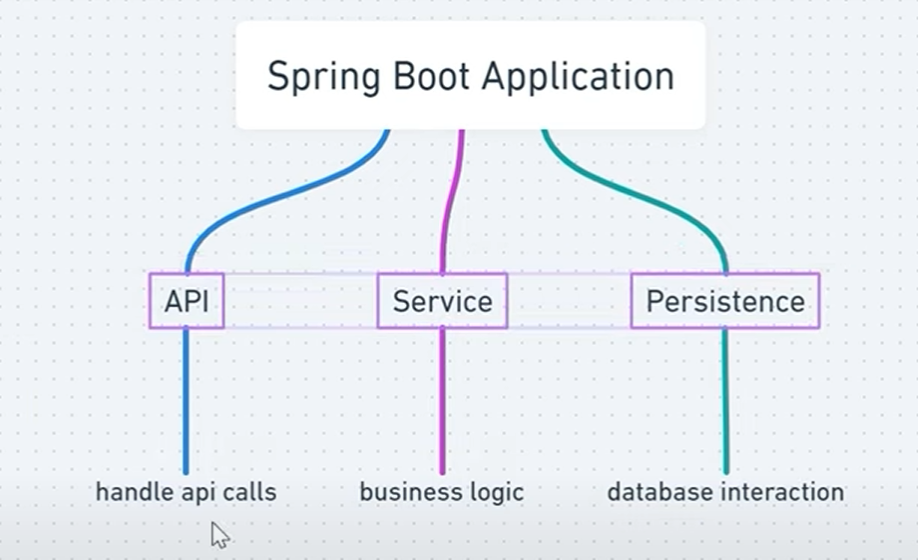 Spring Boot Application
API
Service
Persistence
handle api calls
business logic
database interaction